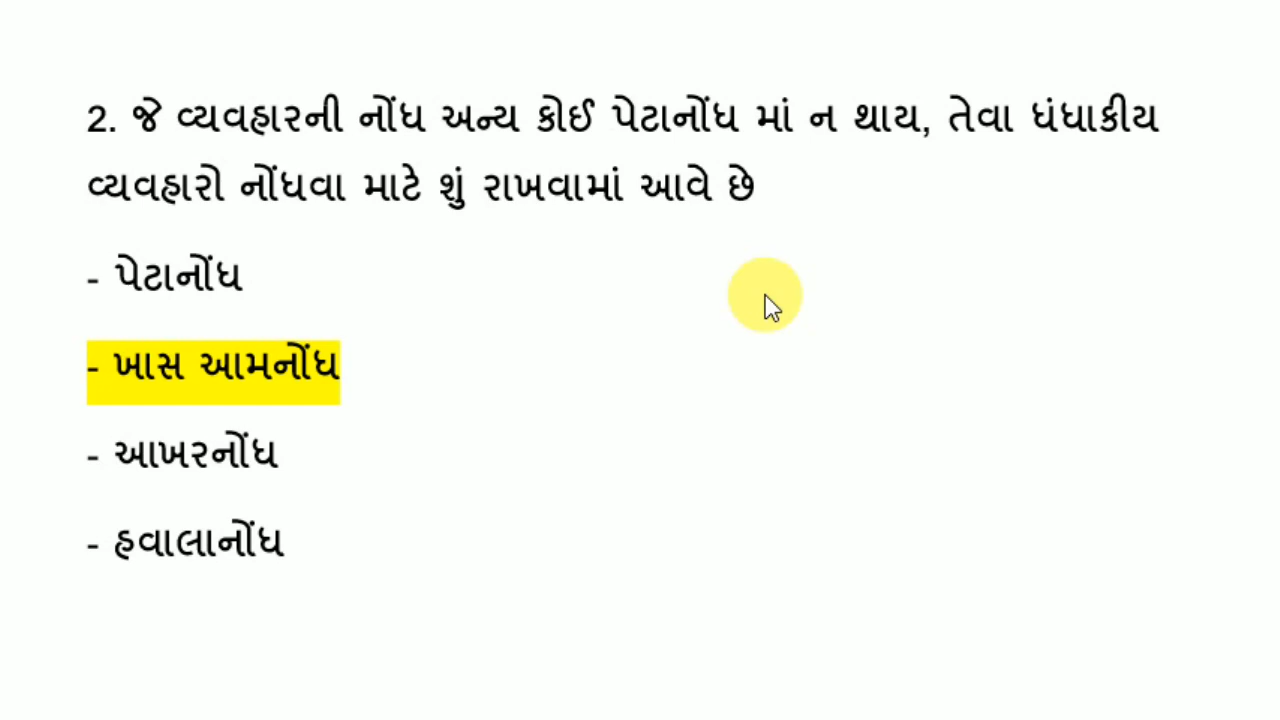 2. જે વ્યવહારની નોંધ અન્ય કોઈ પેટાનોંધ માં ન થાય, તેવા ધંધાકીય
વ્યવહારો નોંધવા માટે શું રાખવામાં આવે છે
- પેટાનોંધ
- ખાસ આમનોંધ
- આખરનોંધ
- હવાલાનોંધ